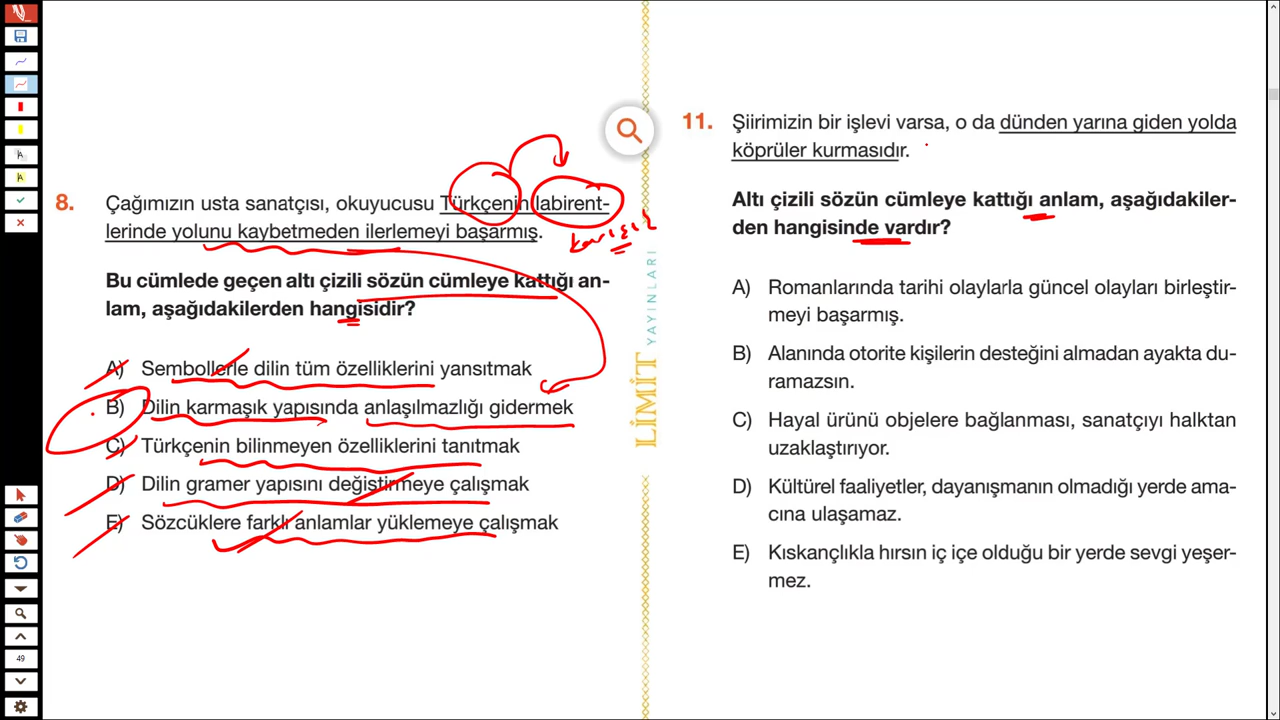 8. Çağımızın usta sanatçısı, okuyucusu Türkçenin labirent-
lerinde yolunu kaybetmeden ilerlemeyi başarmış.
karışık
Bu cümlede geçen altı çizili sözün cümleye kattığı an-
lam, aşağıdakilerden hangisidir?
A) Sembollerle dilin tüm özelliklerini yansıtmak
B) Dilin karmaşık yapısında anlaşılmazlığı gidermek
C) Türkçenin bilinmeyen özelliklerini tanıtmak
D) Dilin gramer yapısını değiştirmeye çalışmak
E) Sözcüklere farklı anlamlar yüklemeye çalışmak
LİMİT YAYINLARI
11. Şiirimizin bir işlevi varsa, o da dünden yarına giden yolda
köprüler kurmasıdır.
Altı çizili sözün cümleye kattığı anlam, aşağıdakiler-
den hangisinde vardır?
A) Romanlarında tarihi olaylarla güncel olayları birleştir-
meyi başarmış.
B) Alanında otorite kişilerin desteğini almadan ayakta du-
ramazsın.
C) Hayal ürünü objelere bağlanması, sanatçıyı halktan
uzaklaştırıyor.
D) Kültürel faaliyetler, dayanışmanın olmadığı yerde ama-
cına ulaşamaz.
E) Kıskançlıkla hırsın iç içe olduğu bir yerde sevgi yeşer-
mez.
49